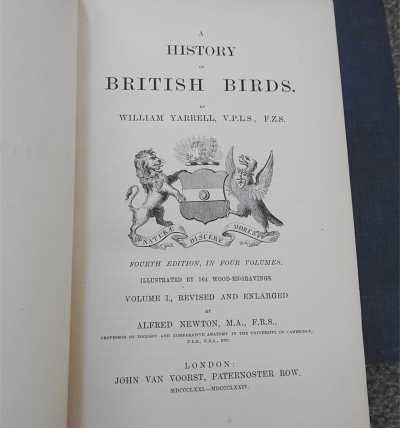 A
HISTORY
OF
BRITISH BIRDS.
BY
WILLIAM YARRELL, V.P.L.S., F.Z.S.
NATURÆ DISCERE MORES
FOURTH EDITION, IN FOUR VOLUMES.
ILLUSTRATED BY 564 WOOD-ENGRAVINGS.
VOLUME I., REVISED AND ENLARGED
BY
ALFRED NEWTON, M.A., F.R.S.,
PROFESSOR OF ZOOLOGY AND COMPARATIVE ANATOMY IN THE UNIVERSITY OF CAMBRIDGE,
F.L.S., V.P.Z.S., ETC.
LONDON:
JOHN VAN VOORST, PATERNOSTER ROW.
MDCCCLXXI.—MDCCCLXXIV.